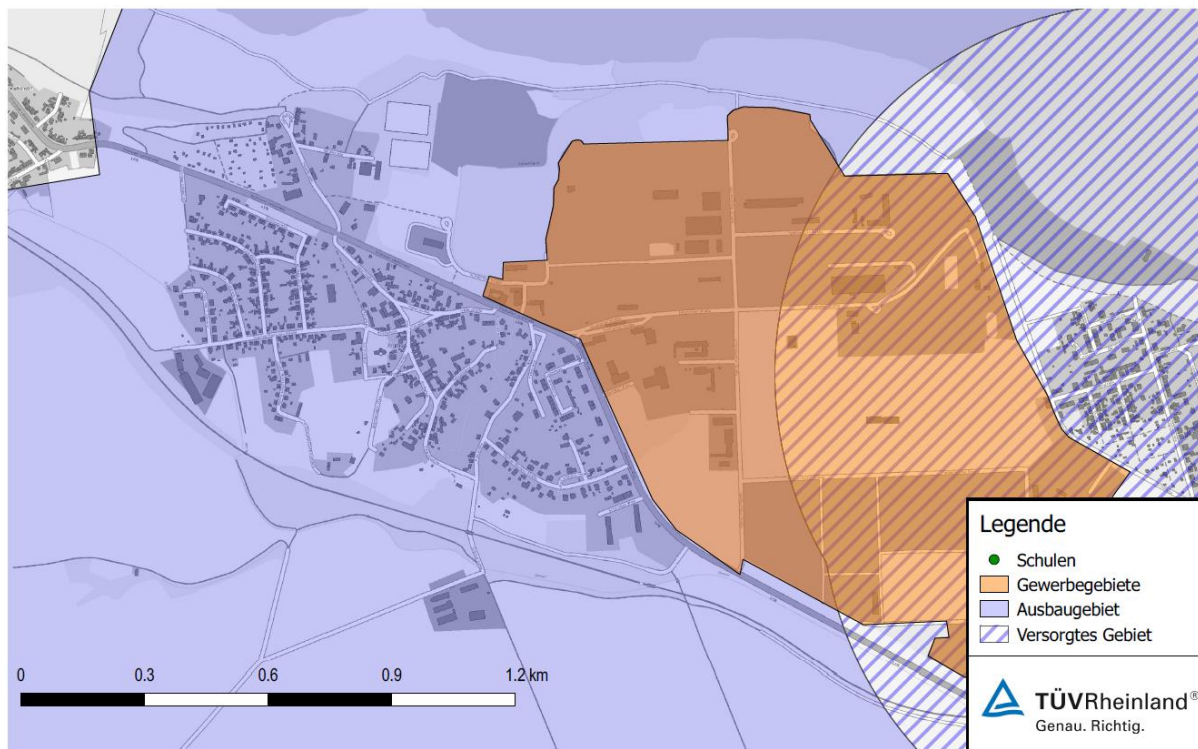 Legende
Schulen
Gewerbegebiete
Ausbaugebiet
Versorgtes Gebiet
0 0.3 0.6 0.9 1.2 km
TÜVRheinland®
Genau. Richtig.